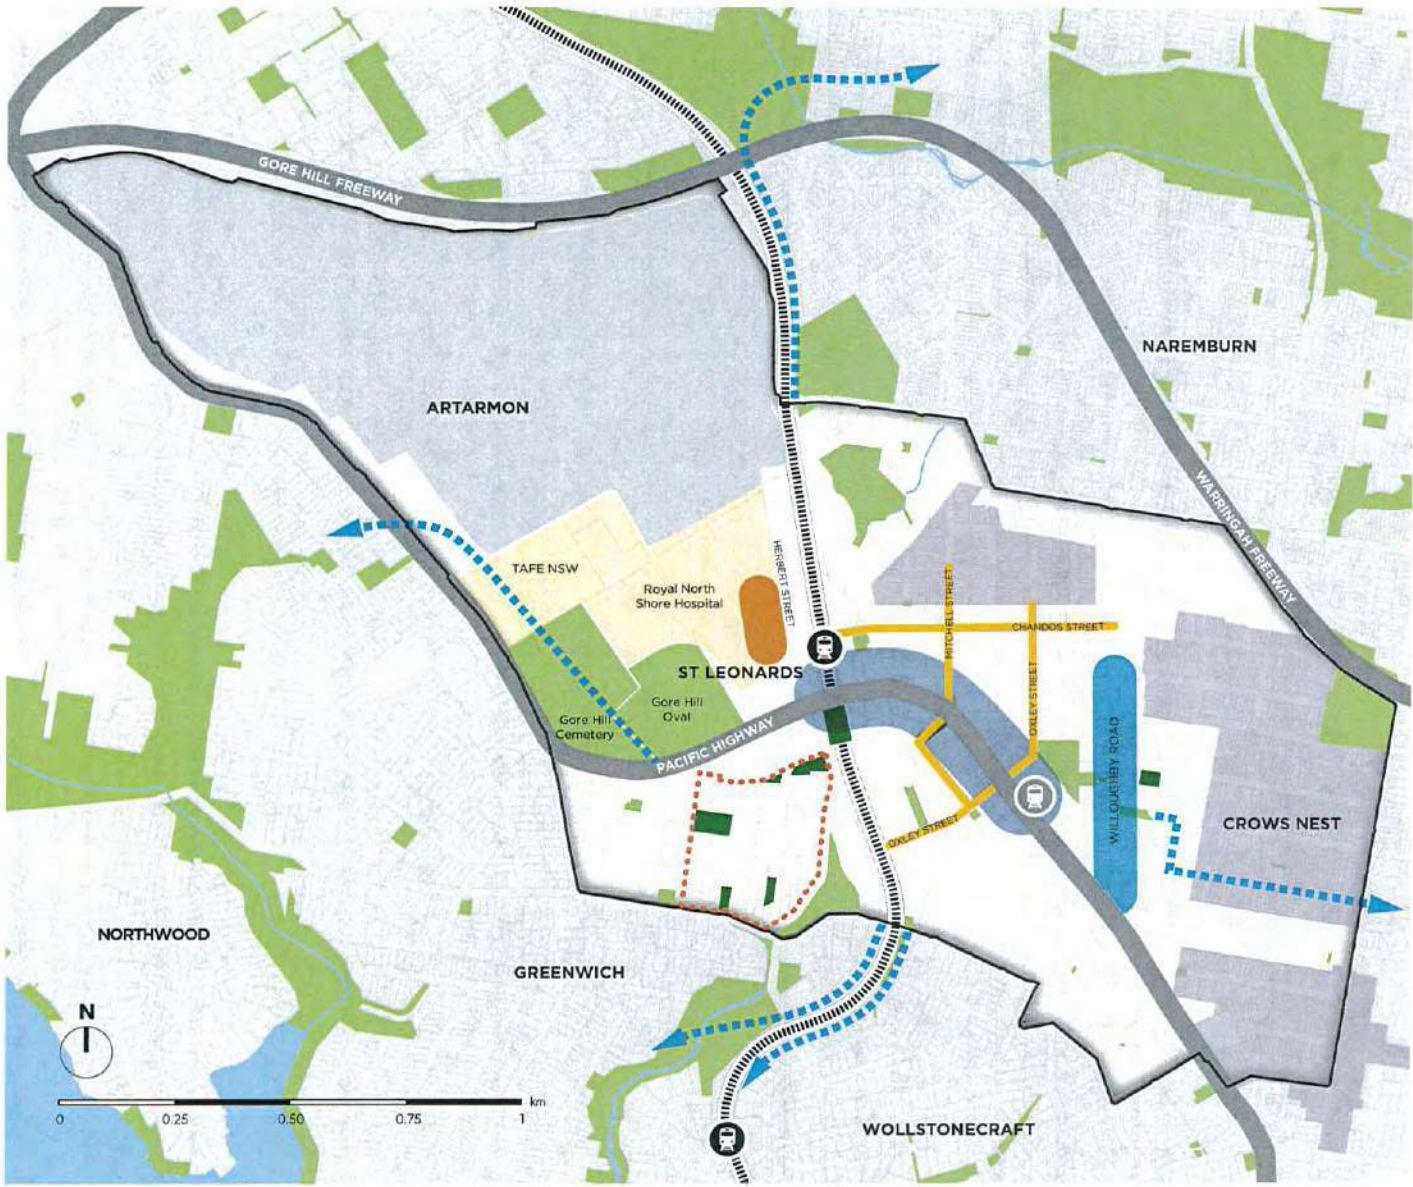 GORE HILL FREEWAY
NAREMBURN
ARTARMON
WARRINGAH FREEWAY
TAFE NSW
Royal North
Shore Hospital
HERBERT STREET
MITCHELL STREET
CHANDOS STREET
ST LEONARDS
OXLEY STREET
Gore Hill
Oval
Gore Hill
Cemetery
PACIFIC HIGHWAY
WILLOUGHBY ROAD
CROWS NEST
OXLEY STREET
NORTHWOOD
GREENWICH
N
km
0 0.25 0.50 0.75 1
WOLLSTONECRAFT